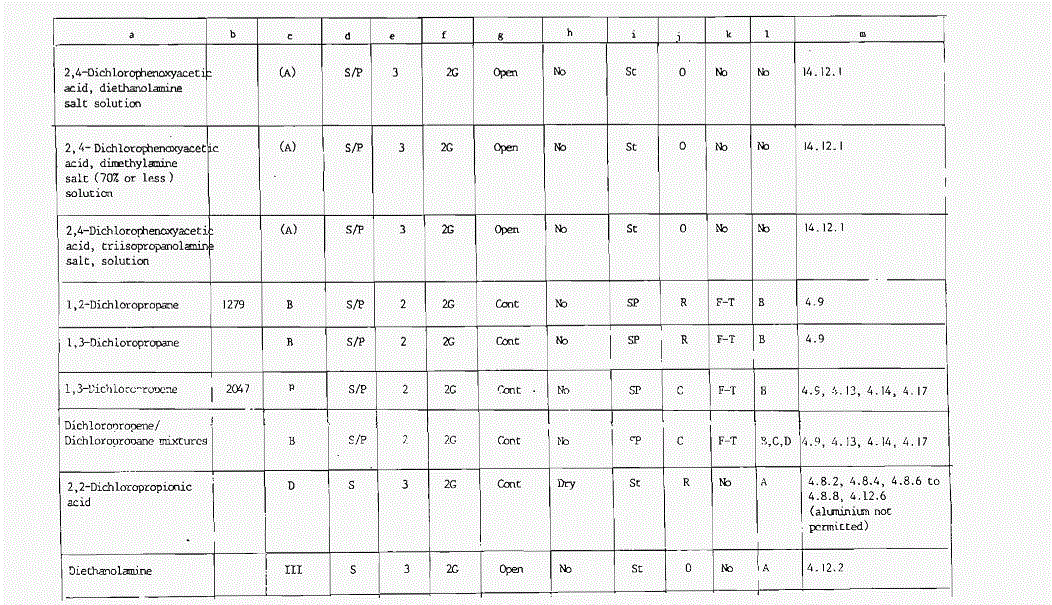 a b c d e f g h i j k l m
2,4-Dichlorophenoxyacetic (A) S/P 3 2G Open No St O No No 14.12.1
acid, diethanolamine
salt solution
2,4-Dichlorophenoxyacetic (A) S/P 3 2G Open No St O No No 14.12.1
acid, dimethylamine
salt (70% or less)
solution
2,4-Dichlorophenoxyacetic (A) S/P 3 2G Open No St O No No 14.12.1
acid, triisopropanolamine
salt, solution
1,2-Dichloropropane 1279 B S/P 2 2G Cont No SP R F-T B 4.9
1,3-Dichloropropane B S/P 2 2G Cont No SP R F-T B 4.9
1,3-Dichloropropene 2047 S/P 2 2G Cont No SP C F-T B 4.9, 4.13, 4.14, 4.17
Dichloropropene/
Dichloropropane mixtures B S/P 2 2G Cont No SP C F-T B,C,D 4.9, 4.13, 4.14, 4.17
2,2-Dichloropropionic D S 3 2G Cont Dry St R No A 4.8.2, 4.8.4, 4.8.6 to
acid 4.8.8, 4.12.6
(aluminium not
permitted)
Diethanolamine III S 3 2G Open No St O No A 4.12.2